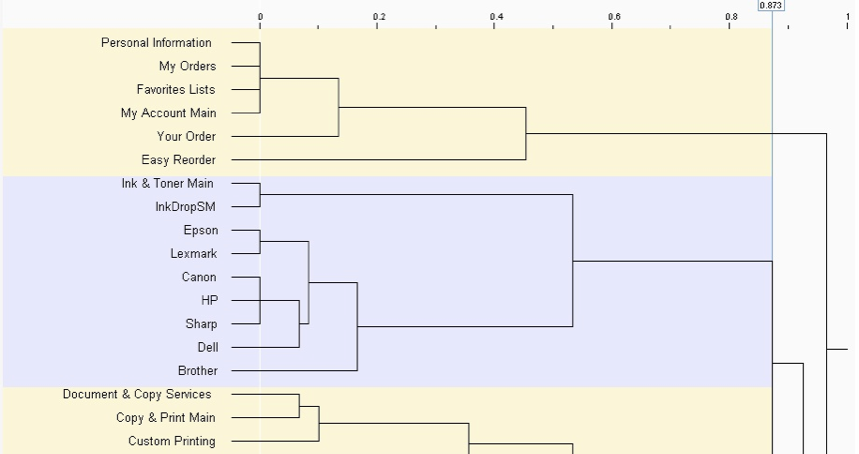 0.873
0 0.2 0.4 0.6 0.8 1
Personal Information
My Orders
Favorites Lists
My Account Main
Your Order
Easy Reorder
Ink & Toner Main
InkDropSM
Epson
Lexmark
Canon
HP
Sharp
Dell
Brother
Document & Copy Services
Copy & Print Main
Custom Printing